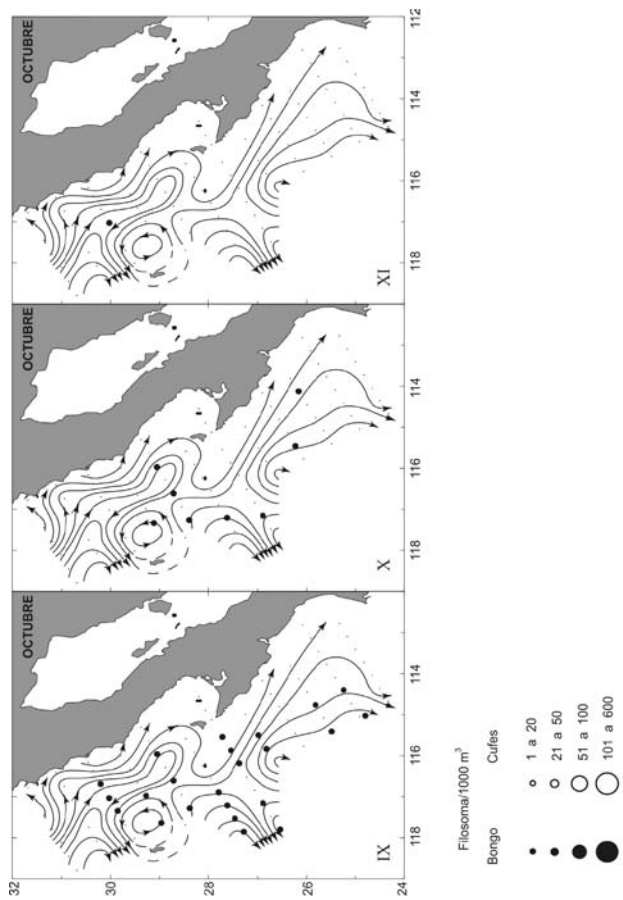 OCTUBRE
XI
112
114
116
118
OCTUBRE
X
114
116
118
OCTUBRE
IX
114
116
118
32
30
28
26
24
Filosoma/1000 m³
Bongo Cufes
1 a 20
21 a 50
51 a 100
101 a 600